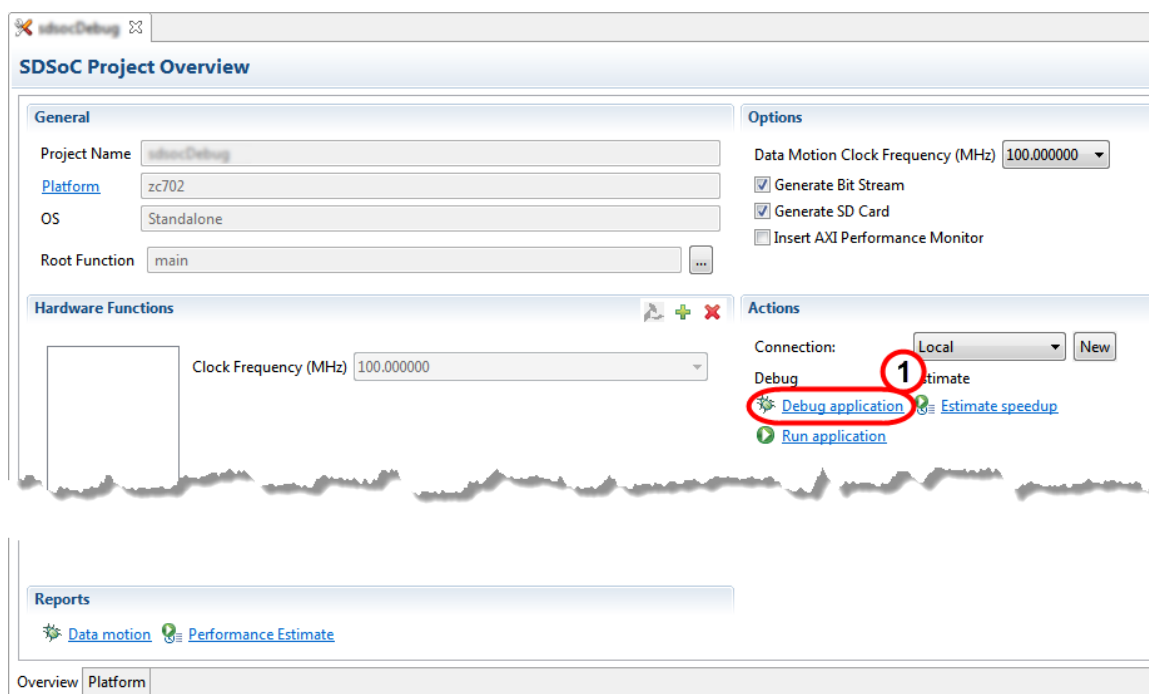 SDSoC Project Overview
General
Project Name
Platform zc702
OS Standalone
Root Function main ...
Options
Data Motion Clock Frequency (MHz) 100.000000
Generate Bit Stream
Generate SD Card
Insert AXI Performance Monitor
Hardware Functions
Clock Frequency (MHz) 100.000000
Actions
Connection: Local New
Debug stimate
1
Debug application Estimate speedup
Run application
Reports
Data motion Performance Estimate
Overview Platform